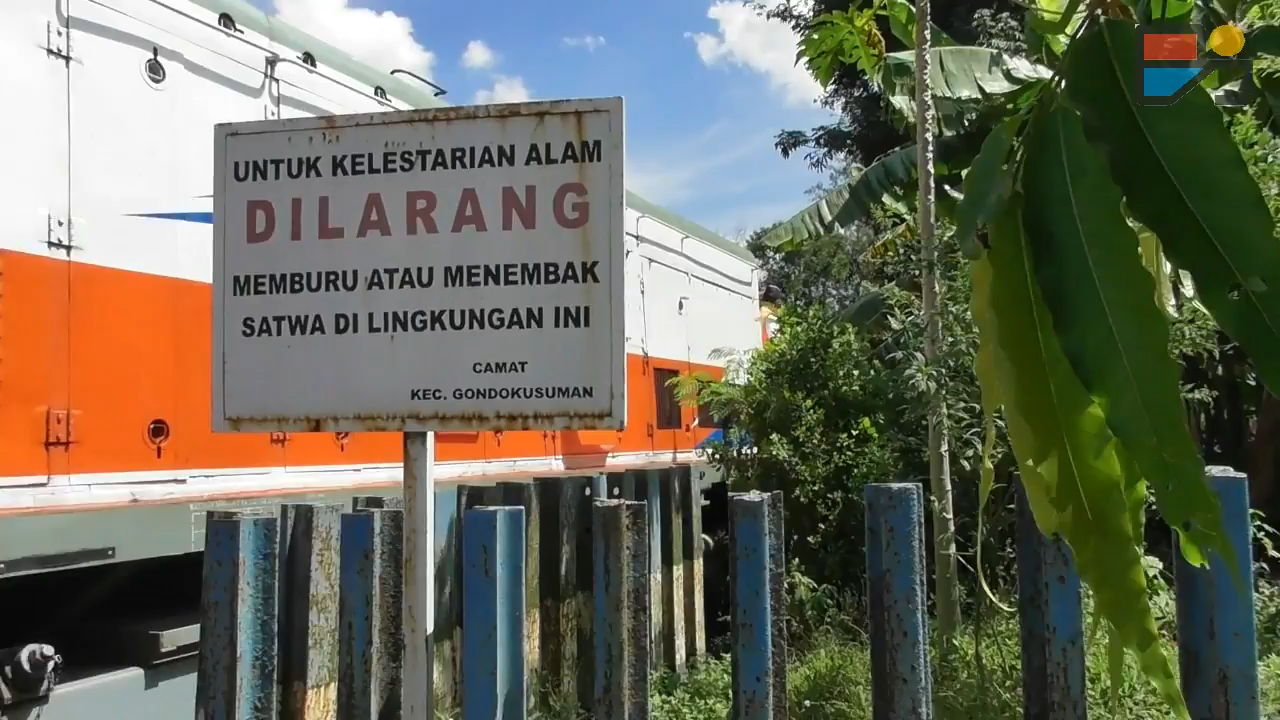 UNTUK KELESTARIAN ALAM
DILARANG
MEMBURU ATAU MENEMBAK
SATWA DI LINGKUNGAN INI
CAMAT
KEC. GONDOKUSUMAN